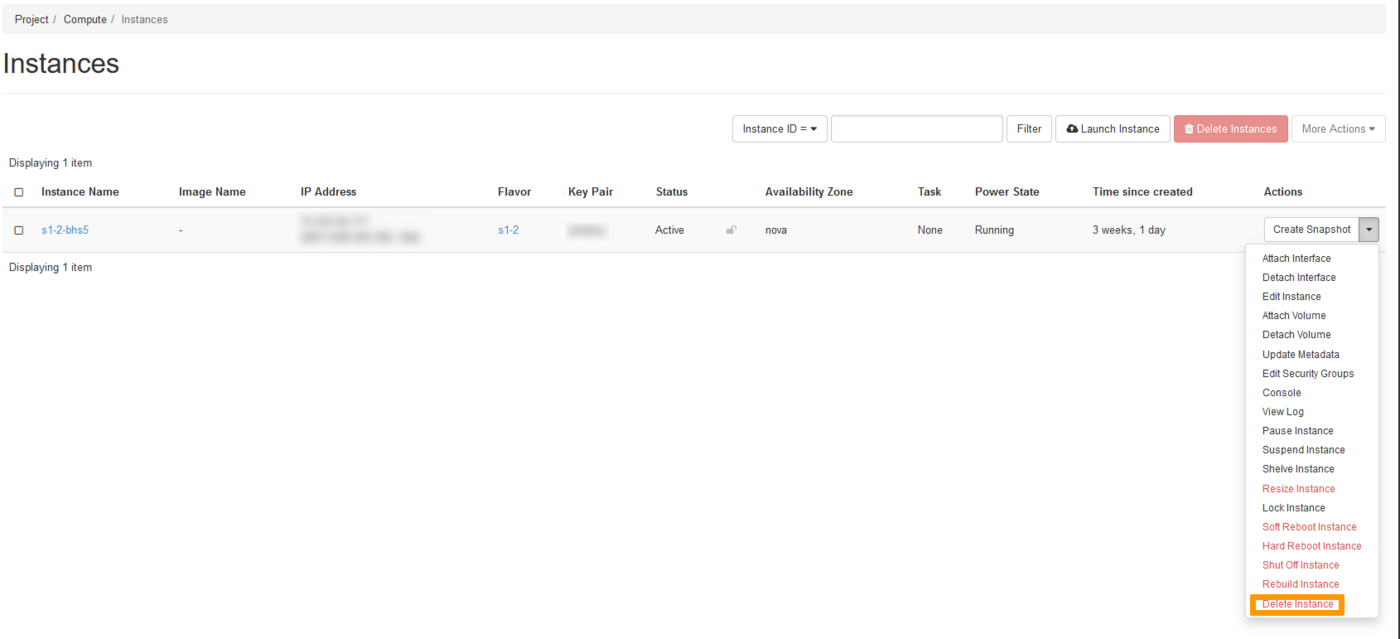 Project / Compute / Instances
Instances
Instance ID = Filter Launch Instance Delete Instances More Actions
Displaying 1 item
Instance Name Image Name IP Address Flavor Key Pair Status Availability Zone Task Power State Time since created Actions
s1-2-bhs5 - s1-2 Active nova None Running 3 weeks, 1 day Create Snapshot
Displaying 1 item
Attach Interface
Detach Interface
Edit Instance
Attach Volume
Detach Volume
Update Metadata
Edit Security Groups
Console
View Log
Pause Instance
Suspend Instance
Shelve Instance
Resize Instance
Lock Instance
Soft Reboot Instance
Hard Reboot Instance
Shut Off Instance
Rebuild Instance
Delete Instance